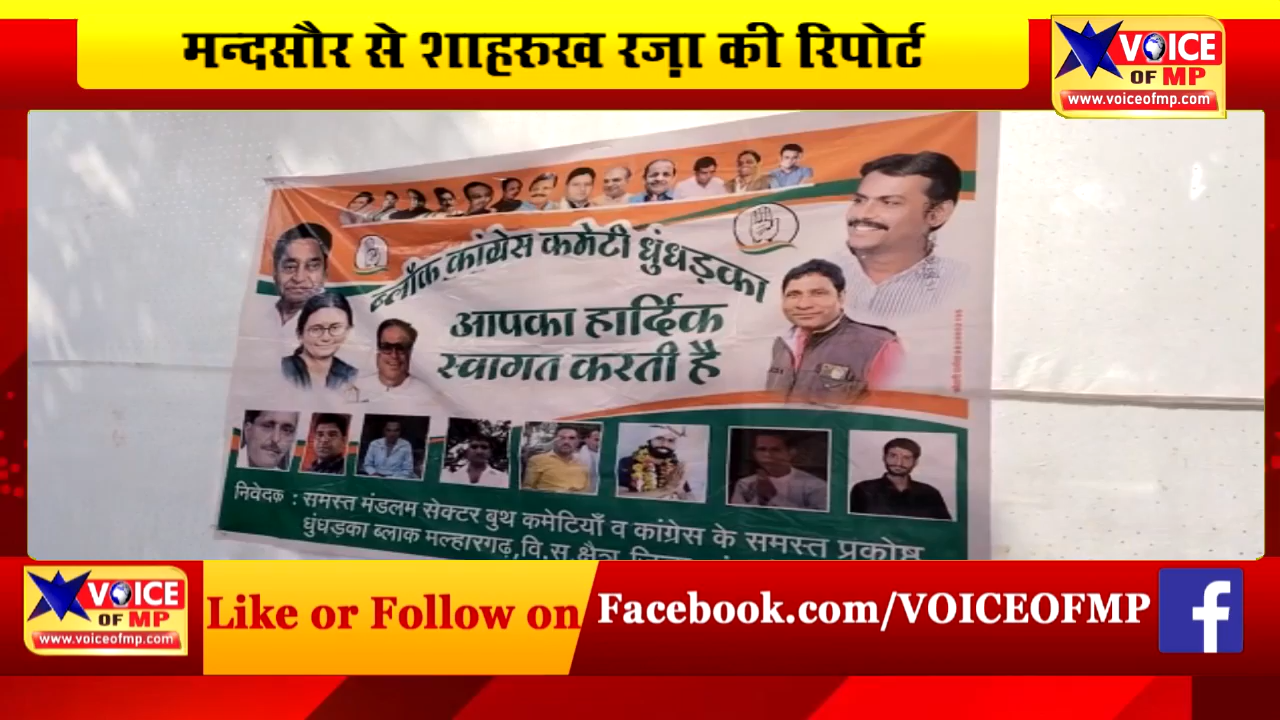 मन्दसौर से शाहरुख रज़ा की रिपोर्ट
VOICE
OF MP
www.voiceofmp.com
ब्लॉक कांग्रेस कमेटी धुंधड़का
आपका हार्दिक
स्वागत करती है
निवेदक : समस्त मंडलम सेक्टर बुथ कमेटियाँ व कांग्रेस के समस्त प्रकोष्ठ
धुंधड़का ब्लाक मल्हारगढ़,वि.स.क्षेत्र
VOICE
OF MP
www.voiceofmp.com
Like or Follow on
Facebook.com/VOICEOFMP
f